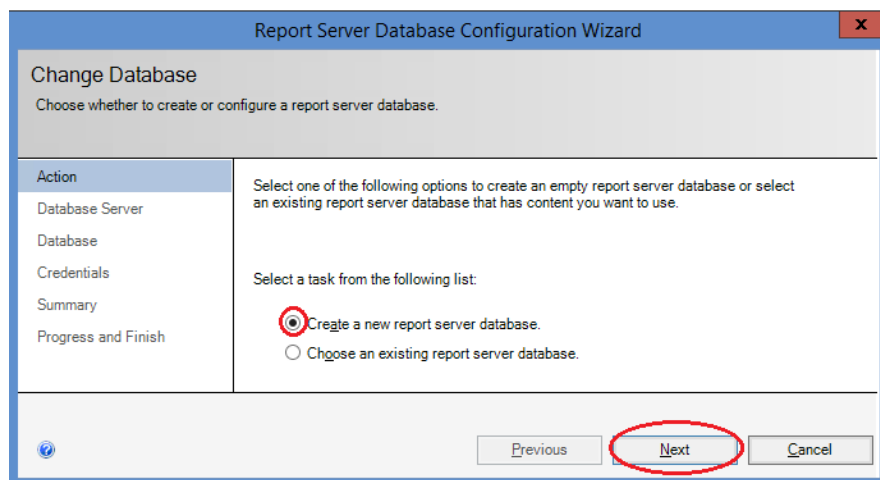 Report Server Database Configuration Wizard
x
Change Database
Choose whether to create or configure a report server database.
Action
Database Server
Database
Credentials
Summary
Progress and Finish
Select one of the following options to create an empty report server database or select
an existing report server database that has content you want to use.
Select a task from the following list:
Create a new report server database.
Choose an existing report server database.
?
Previous
Next
Cancel